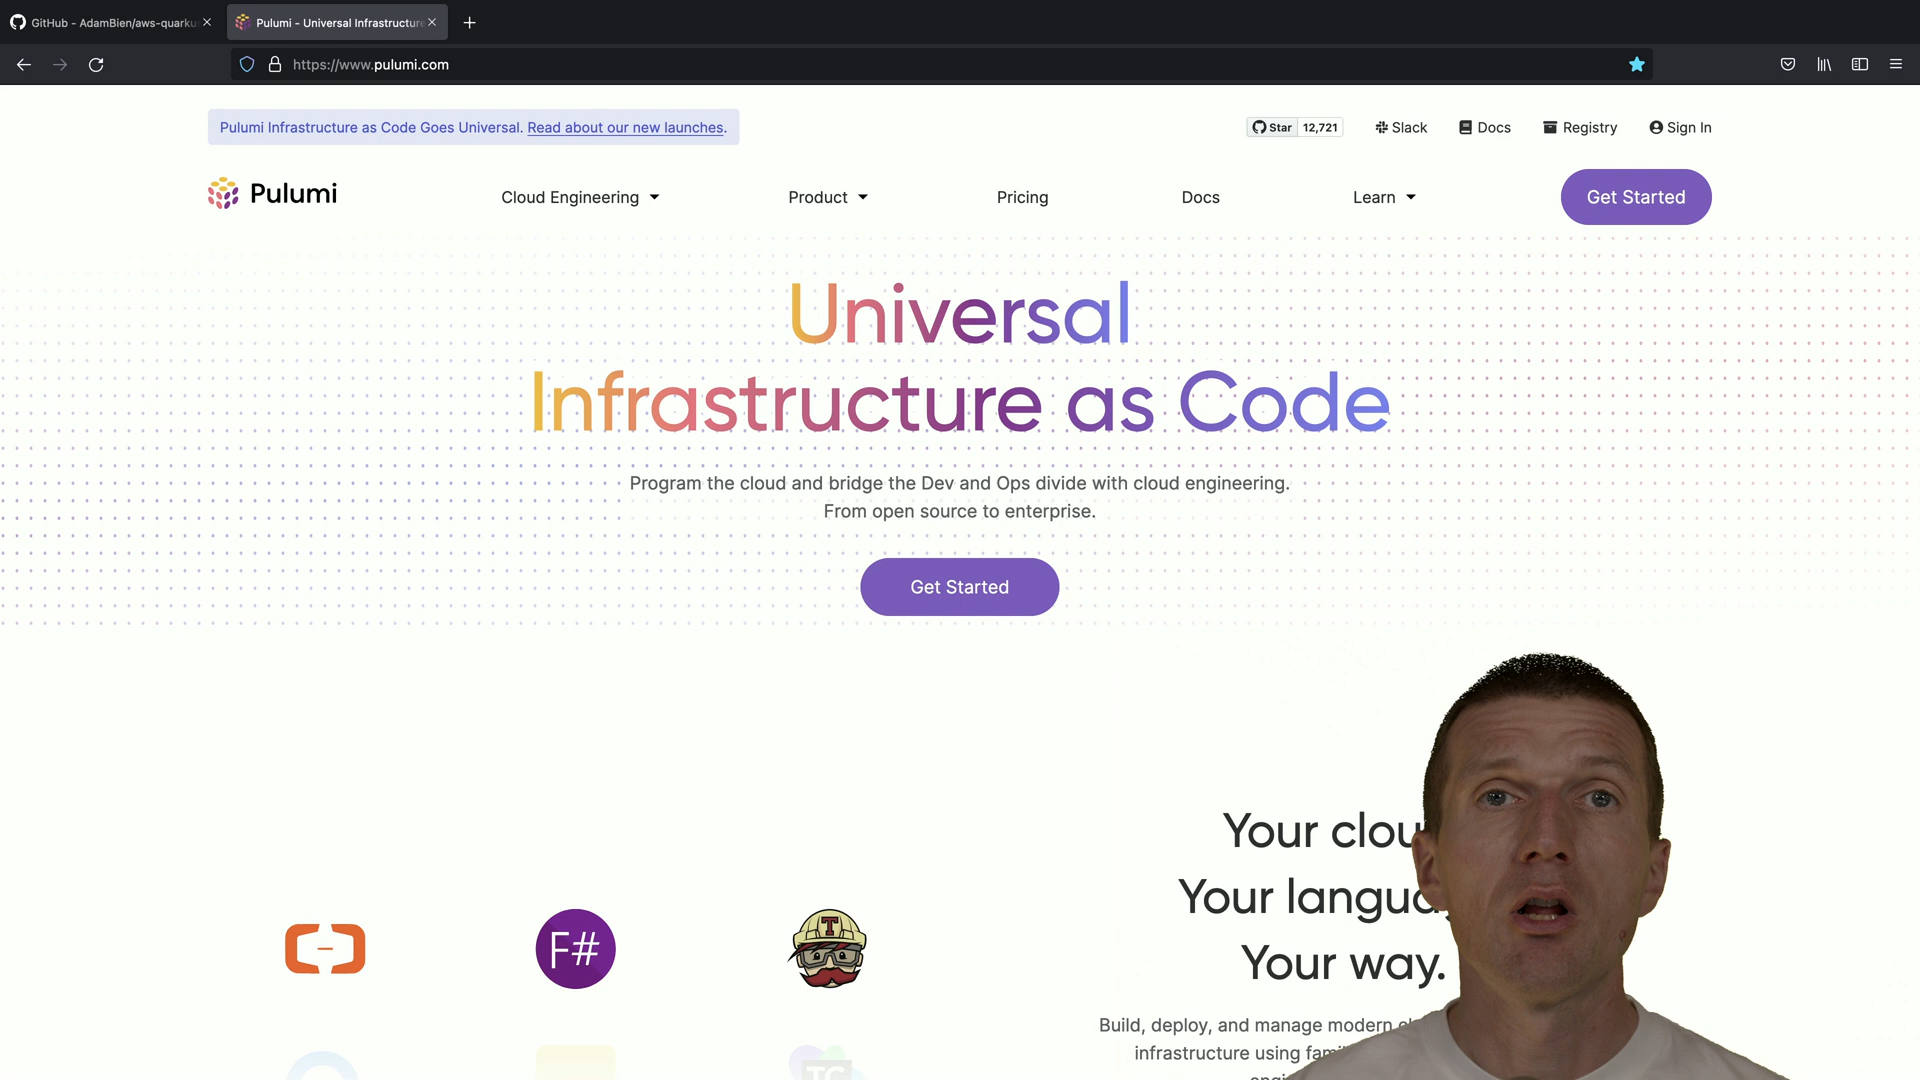 GitHub - AdamBien/aws-quarku
Pulumi - Universal Infrastructure
https://www.pulumi.com
Pulumi Infrastructure as Code Goes Universal. Read about our new launches.
Star 12,721
Slack
Docs
Registry
Sign In
Pulumi
Cloud Engineering
Product
Pricing
Docs
Learn
Get Started
Universal
Infrastructure as Code
Program the cloud and bridge the Dev and Ops divide with cloud engineering.
From open source to enterprise.
Get Started
Your clou
Your langua
Your way.
F#
T
TC
Build, deploy, and manage modern
infrastructure using fam